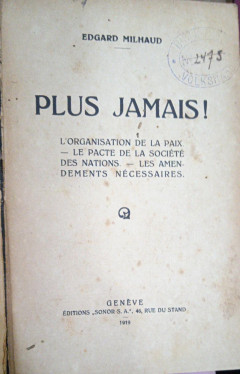 EDGARD MILHAUD
2473
PLUS JAMAIS!
L'ORGANISATION DE LA PAIX.
— LE PACTE DE LA SOCIÉTÉ
DES NATIONS. — LES AMEN-
DEMENTS NÉCESSAIRES.
GENÈVE
ÉDITIONS „SONOR S. A.", 46, RUE DU STAND
1919